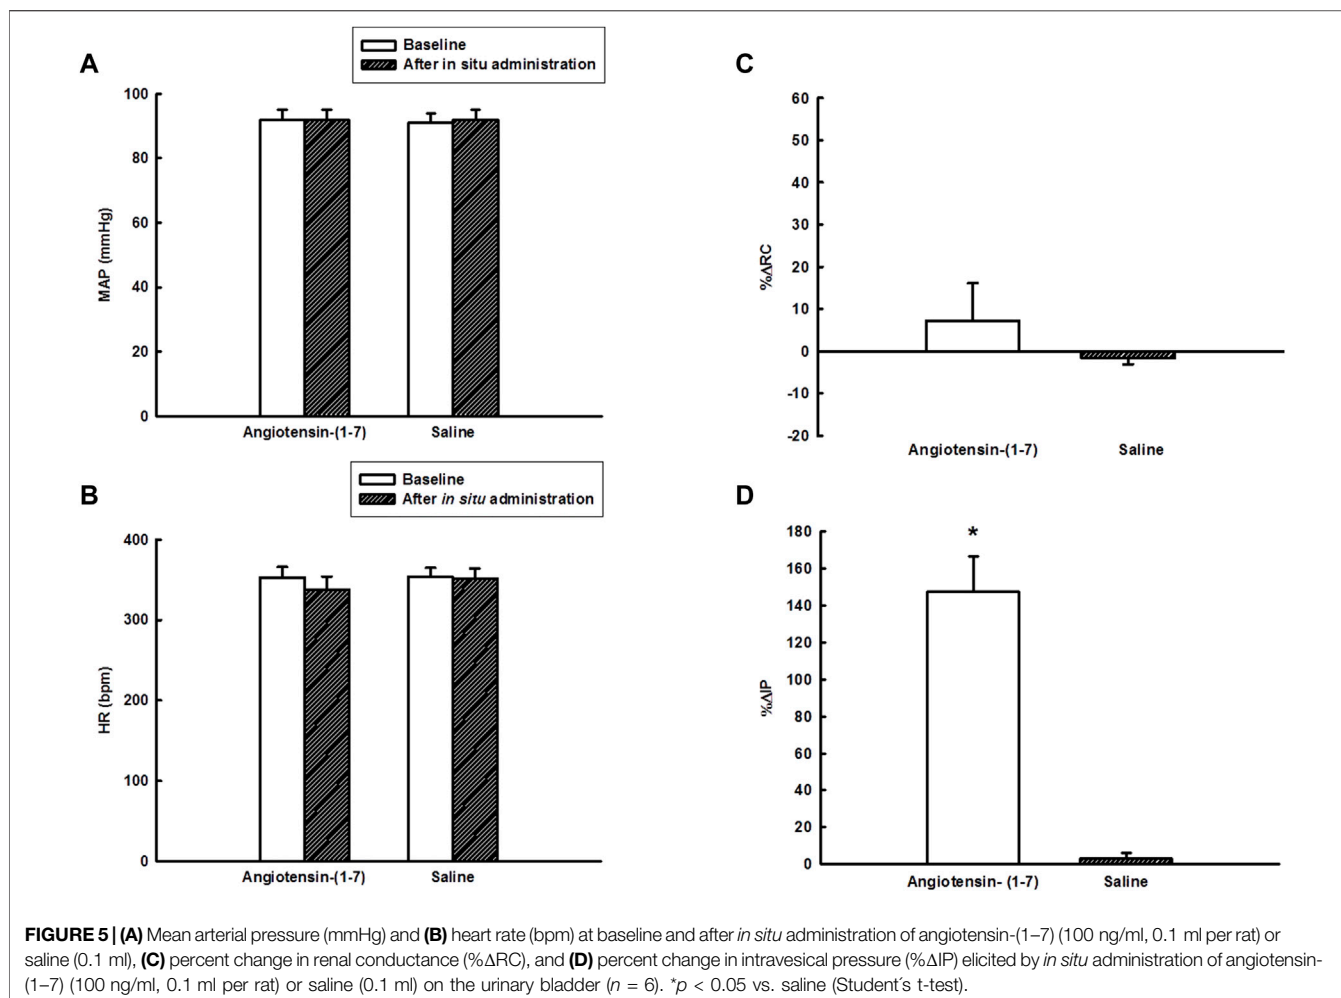 A
Baseline
After in situ administration
100
80
60
40
20
0
MAP (mmHg)
Angiotensin-(1-7)
Saline
B
Baseline
After in situ administration
400
300
200
100
0
HR (bpm)
Angiotensin-(1-7)
Saline
C
60
50
40
30
20
10
0
-10
-20
%ΔRC
Angiotensin-(1-7)
Saline
D
180
160
140
120
100
80
60
40
20
0
%ΔIP
*
Angiotensin- (1-7)
Saline
FIGURE 5 | (A) Mean arterial pressure (mmHg) and (B) heart rate (bpm) at baseline and after in situ administration of angiotensin-(1–7) (100 ng/ml, 0.1 ml per rat) or
saline (0.1 ml), (C) percent change in renal conductance (%ΔRC), and (D) percent change in intravesical pressure (%ΔIP) elicited by in situ administration of angiotensin-
(1–7) (100 ng/ml, 0.1 ml per rat) or saline (0.1 ml) on the urinary bladder (n = 6). *p < 0.05 vs. saline (Student´s t-test).